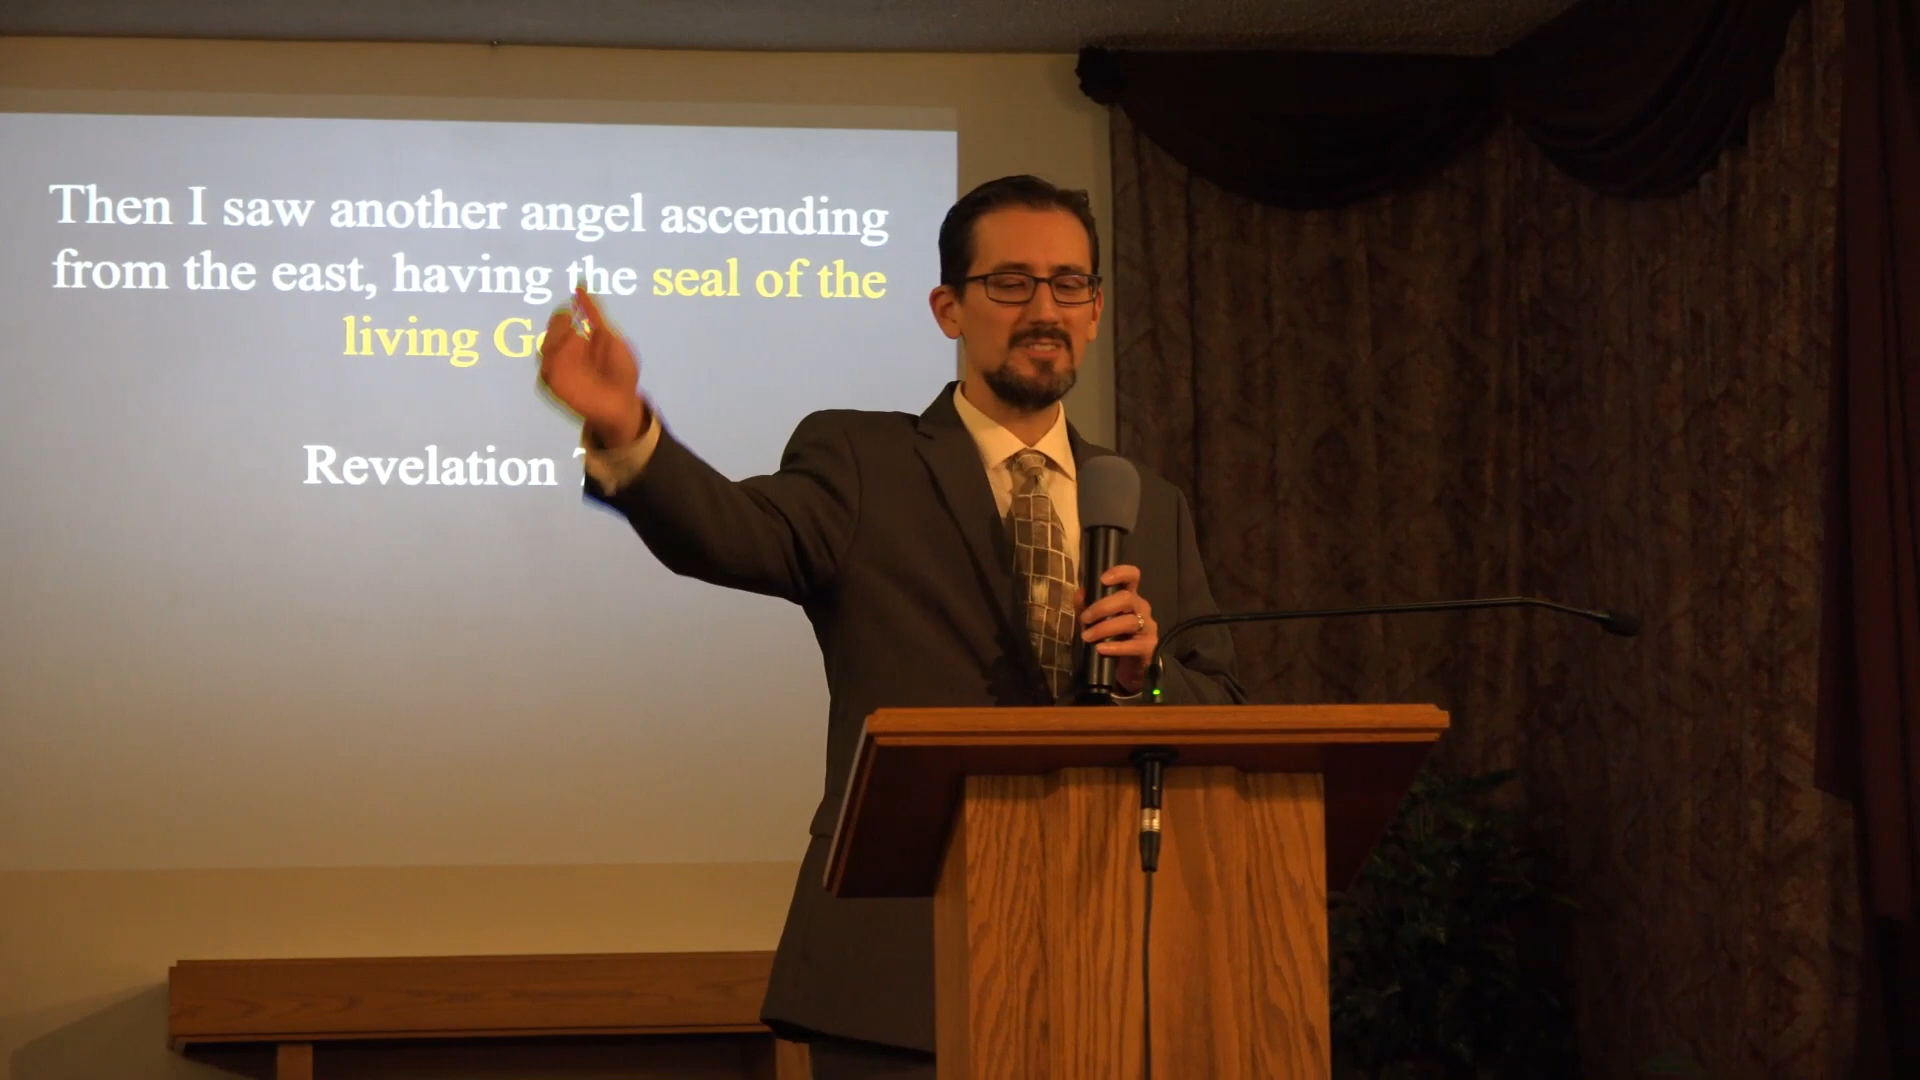 Then I saw another angel ascending
from the east, having the seal of the
living
Revelation